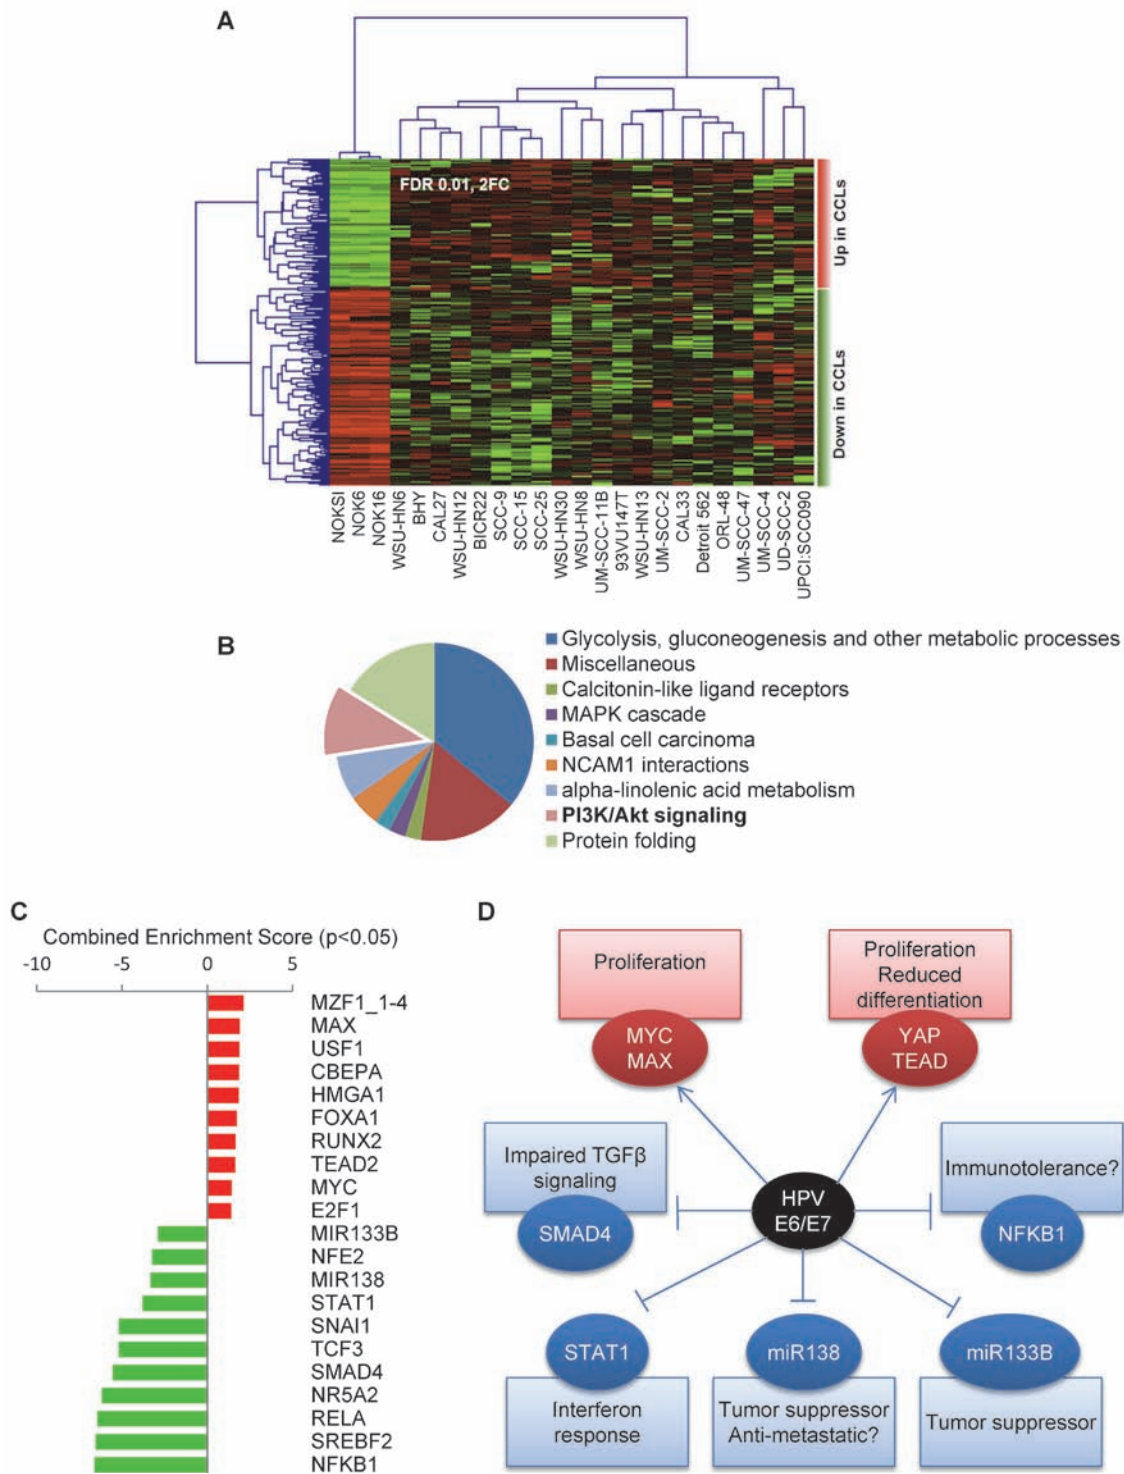 A
FDR 0.01, 2FC
Up in CCLs
Down in CCLs
NOKSI
NOK6
NOK16
WSU-HN6
BHY
CAL27
WSU-HN12
BICR22
SCC-9
SCC-15
SCC-25
WSU-HN30
WSU-HN8
UM-SCC-11B
93VU147T
WSU-HN13
UM-SCC-2
CAL33
Detroit 562
ORL-48
UM-SCC-47
UM-SCC-4
UD-SCC-2
UPCI:SCC090
B
Glycolysis, gluconeogenesis and other metabolic processes
Miscellaneous
Calcitonin-like ligand receptors
MAPK cascade
Basal cell carcinoma
NCAM1 interactions
alpha-linolenic acid metabolism
PI3K/Akt signaling
Protein folding
C
Combined Enrichment Score (p<0.05)
-10 -5 0 5
MZF1_1-4
MAX
USF1
CBEPA
HMGA1
FOXA1
RUNX2
TEAD2
MYC
E2F1
MIR133B
NFE2
MIR138
STAT1
SNAI1
TCF3
SMAD4
NR5A2
RELA
SREBF2
NFKB1
D
Proliferation
MYC
MAX
Proliferation
Reduced
differentiation
YAP
TEAD
Impaired TGFβ
signaling
SMAD4
HPV
E6/E7
Immunotolerance?
NFKB1
STAT1
Interferon
response
miR138
Tumor suppressor
Anti-metastatic?
miR133B
Tumor suppressor